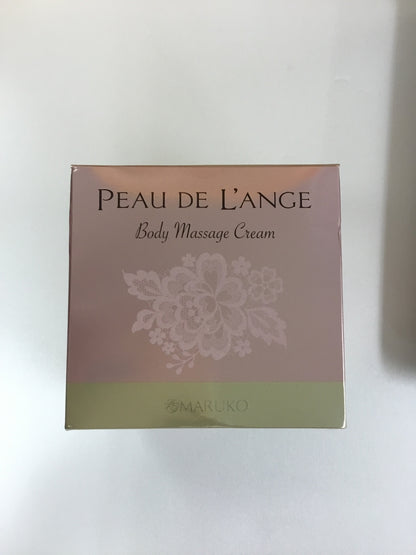 PEAU DE L'ANGE
Body Massage Cream
MARUKO